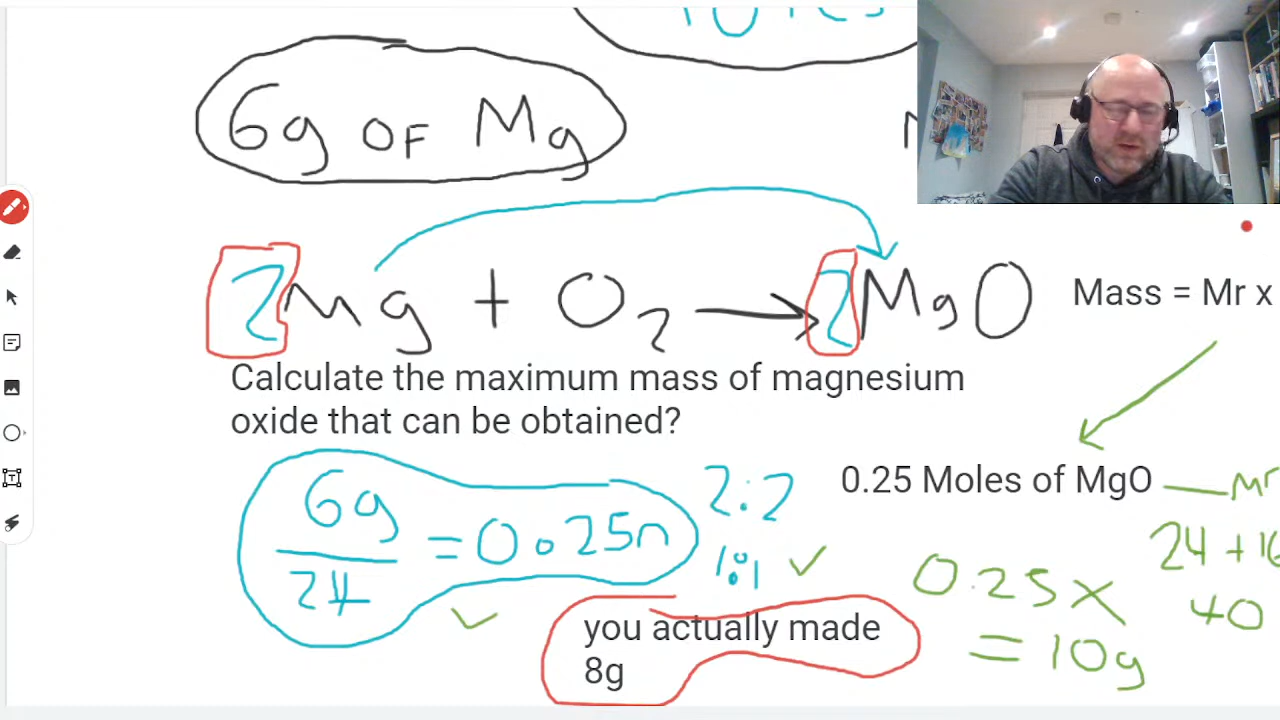 6g OF Mg
2Mg + O2 → 2MgO
Mass = Mr x
Calculate the maximum mass of magnesium
oxide that can be obtained?
0.25 Moles of MgO — Mr
6g
24
= 0.25n
2:2
1:1 ✓
24 + 16
40
0.25 x
= 10g
you actually made
8g